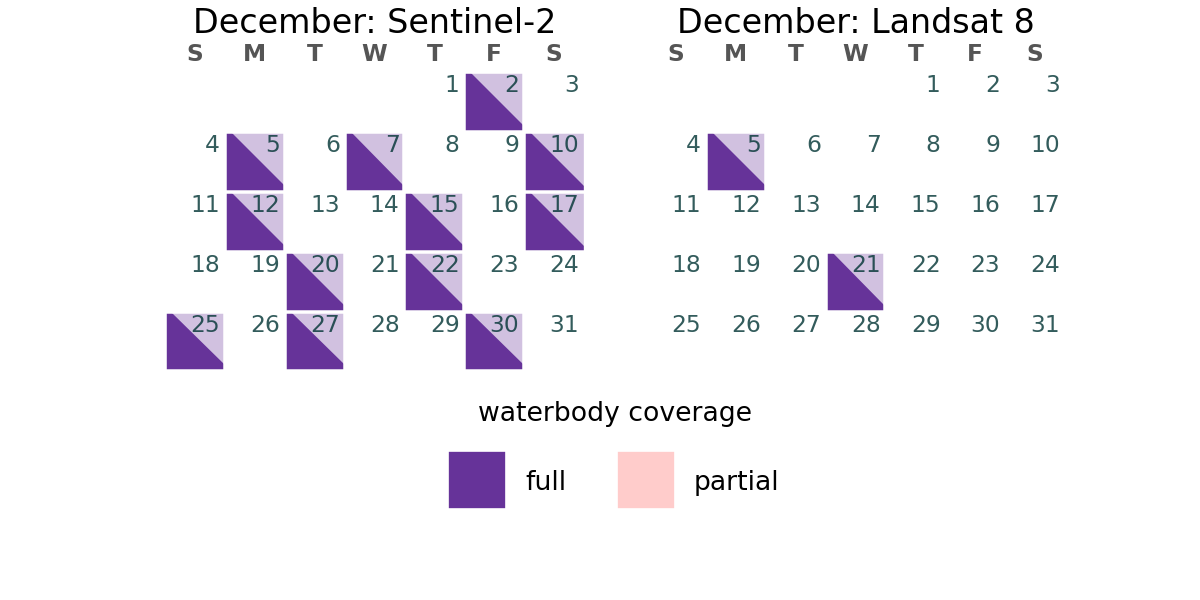 December: Sentinel-2
S M T W T F S
1 2 3
4 5 6 7 8 9 10
11 12 13 14 15 16 17
18 19 20 21 22 23 24
25 26 27 28 29 30 31
December: Landsat 8
S M T W T F S
1 2 3
4 5 6 7 8 9 10
11 12 13 14 15 16 17
18 19 20 21 22 23 24
25 26 27 28 29 30 31
waterbody coverage
full
partial